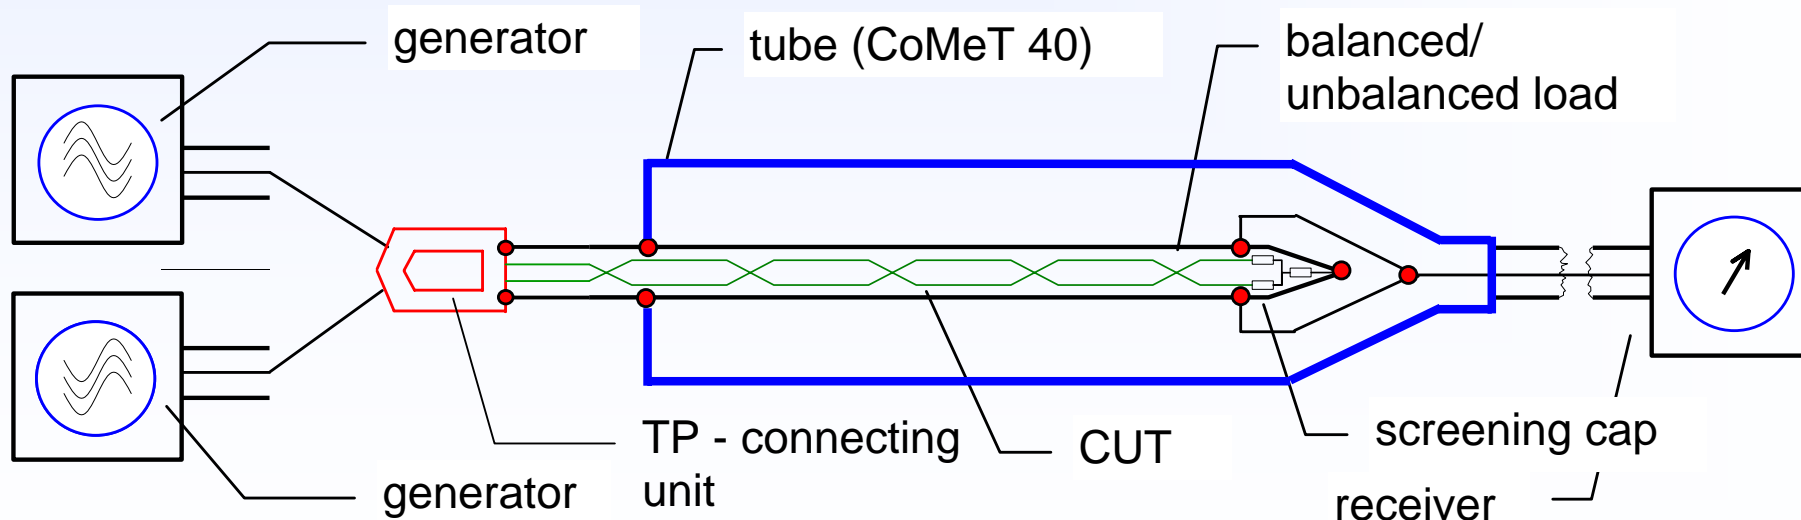 generator
tube (CoMeT 40)
balanced/
unbalanced load
TP - connecting
unit
CUT
screening cap
generator
receiver